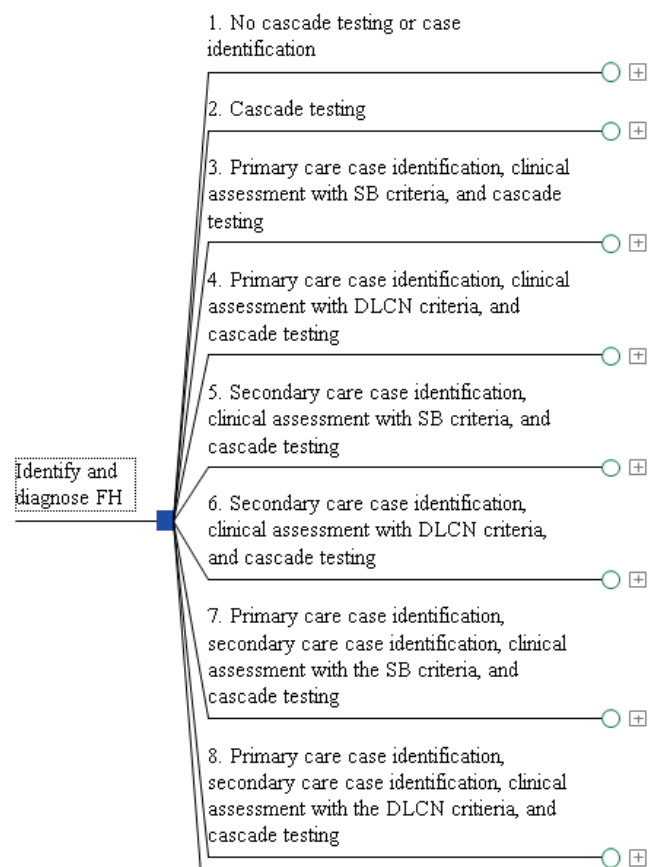 1. No cascade testing or case
identification
2. Cascade testing
3. Primary care case identification, clinical
assessment with SB criteria, and cascade
testing
4. Primary care case identification, clinical
assessment with DLCN criteria, and
cascade testing
5. Secondary care case identification,
clinical assessment with SB criteria, and
cascade testing
Identify and
diagnose FH
6. Secondary care case identification,
clinical assessment with DLCN criteria,
and cascade testing
7. Primary care case identification,
secondary care case identification, clinical
assessment with the SB criteria, and
cascade testing
8. Primary care case identification,
secondary care case identification, clinical
assessment with the DLCN critieria, and
cascade testing